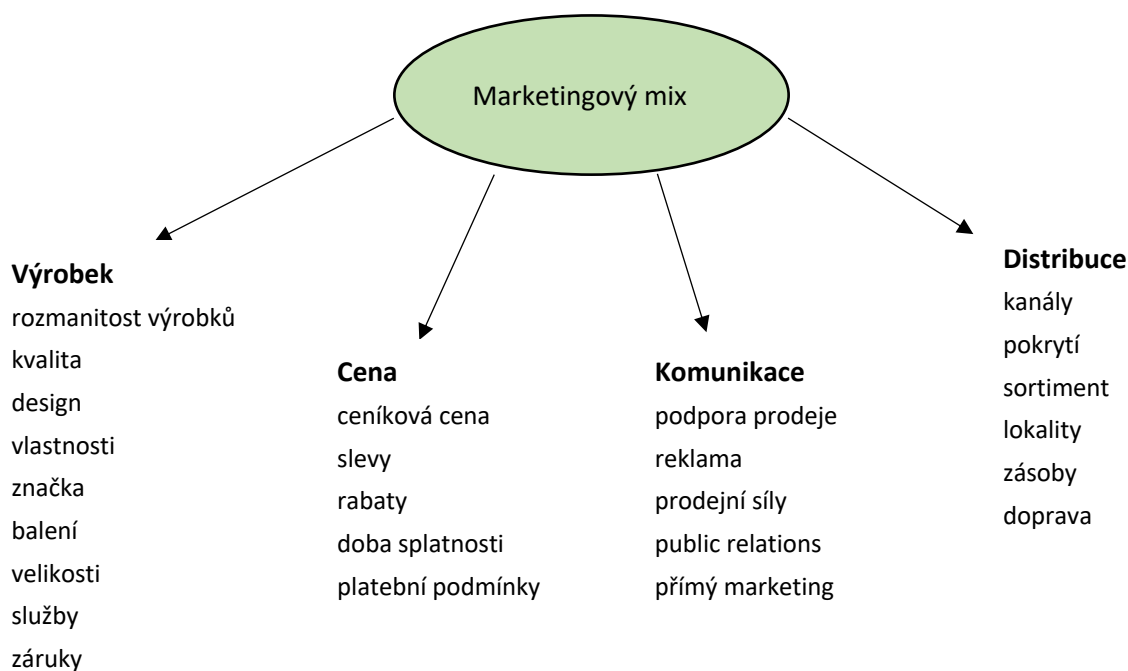 Marketingový mix
Výrobek
rozmanitost výrobků
kvalita
design
vlastnosti
značka
balení
velikosti
služby
záruky
Cena
ceníková cena
slevy
rabaty
doba splatnosti
platební podmínky
Komunikace
podpora prodeje
reklama
prodejní síly
public relations
přímý marketing
Distribuce
kanály
pokrytí
sortiment
lokality
zásoby
doprava